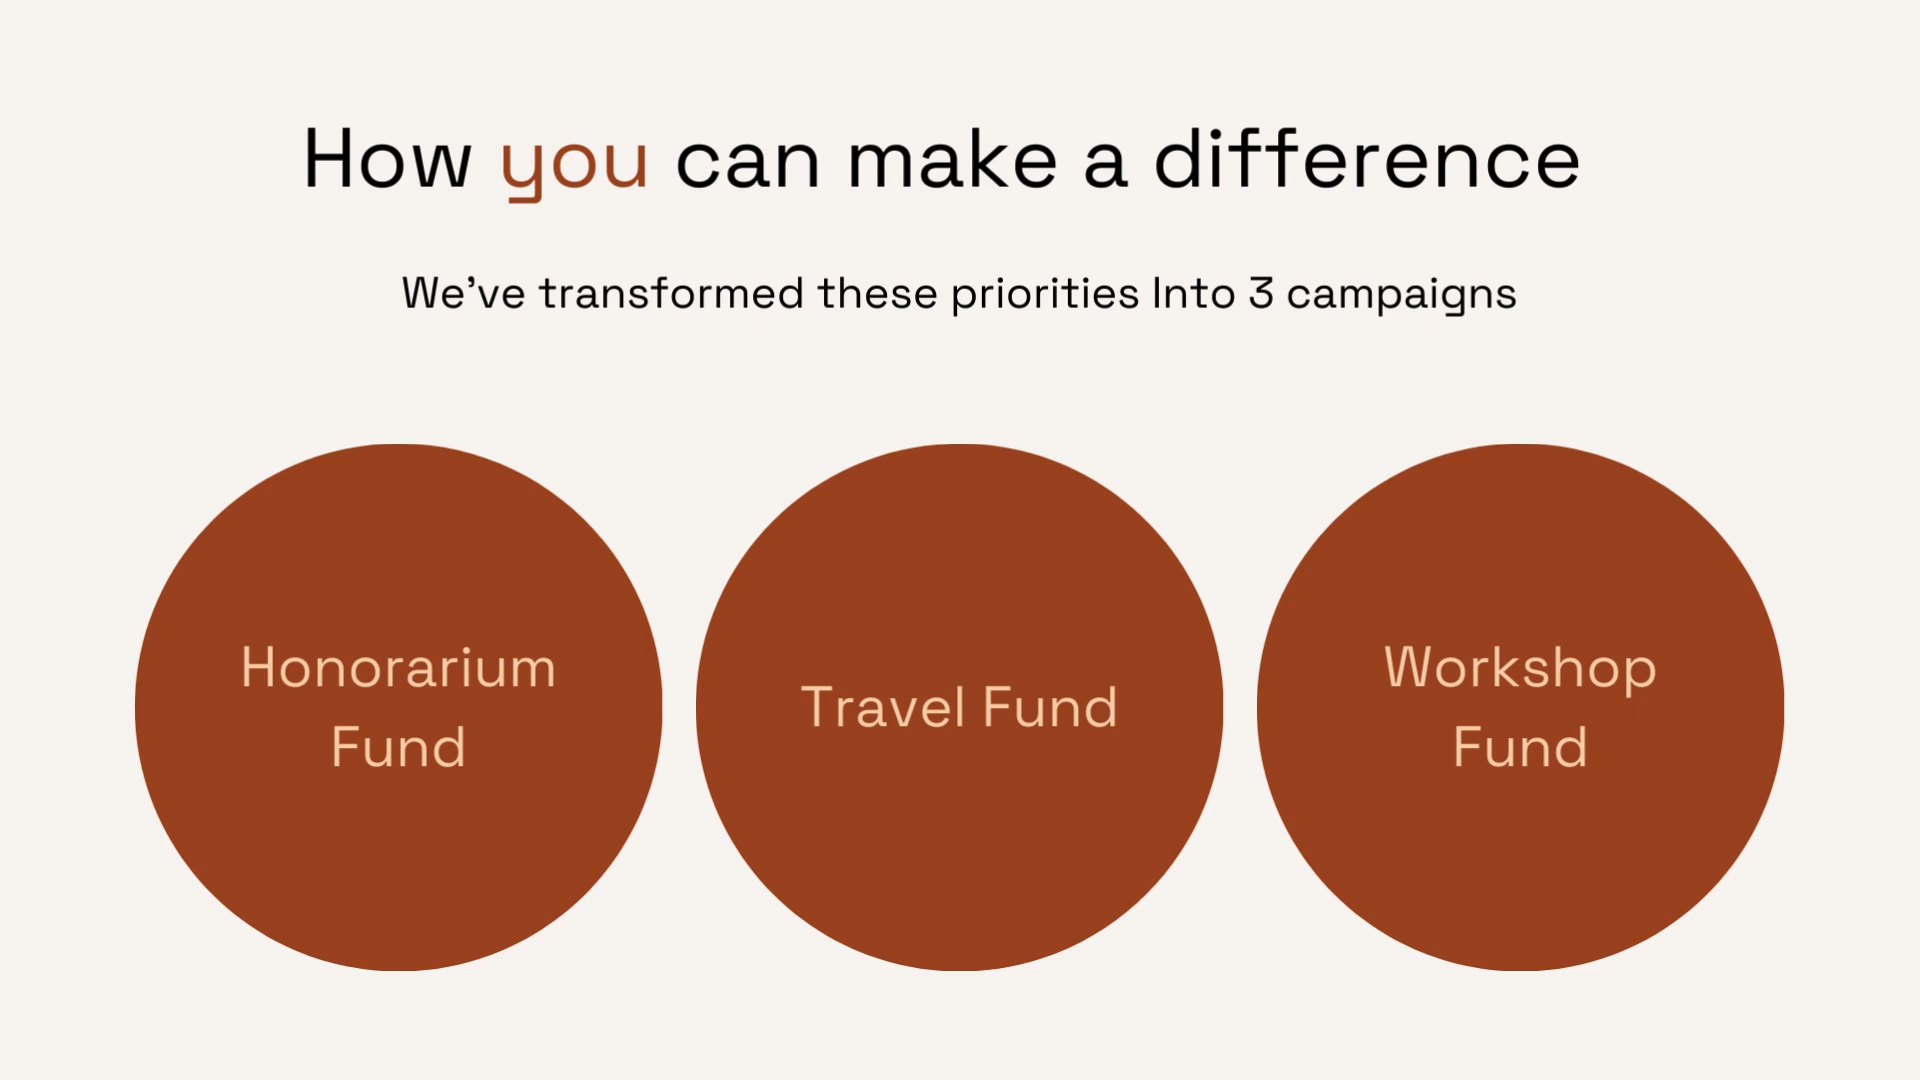 How you can make a difference
We’ve transformed these priorities Into 3 campaigns
Honorarium
Fund
Travel Fund
Workshop
Fund